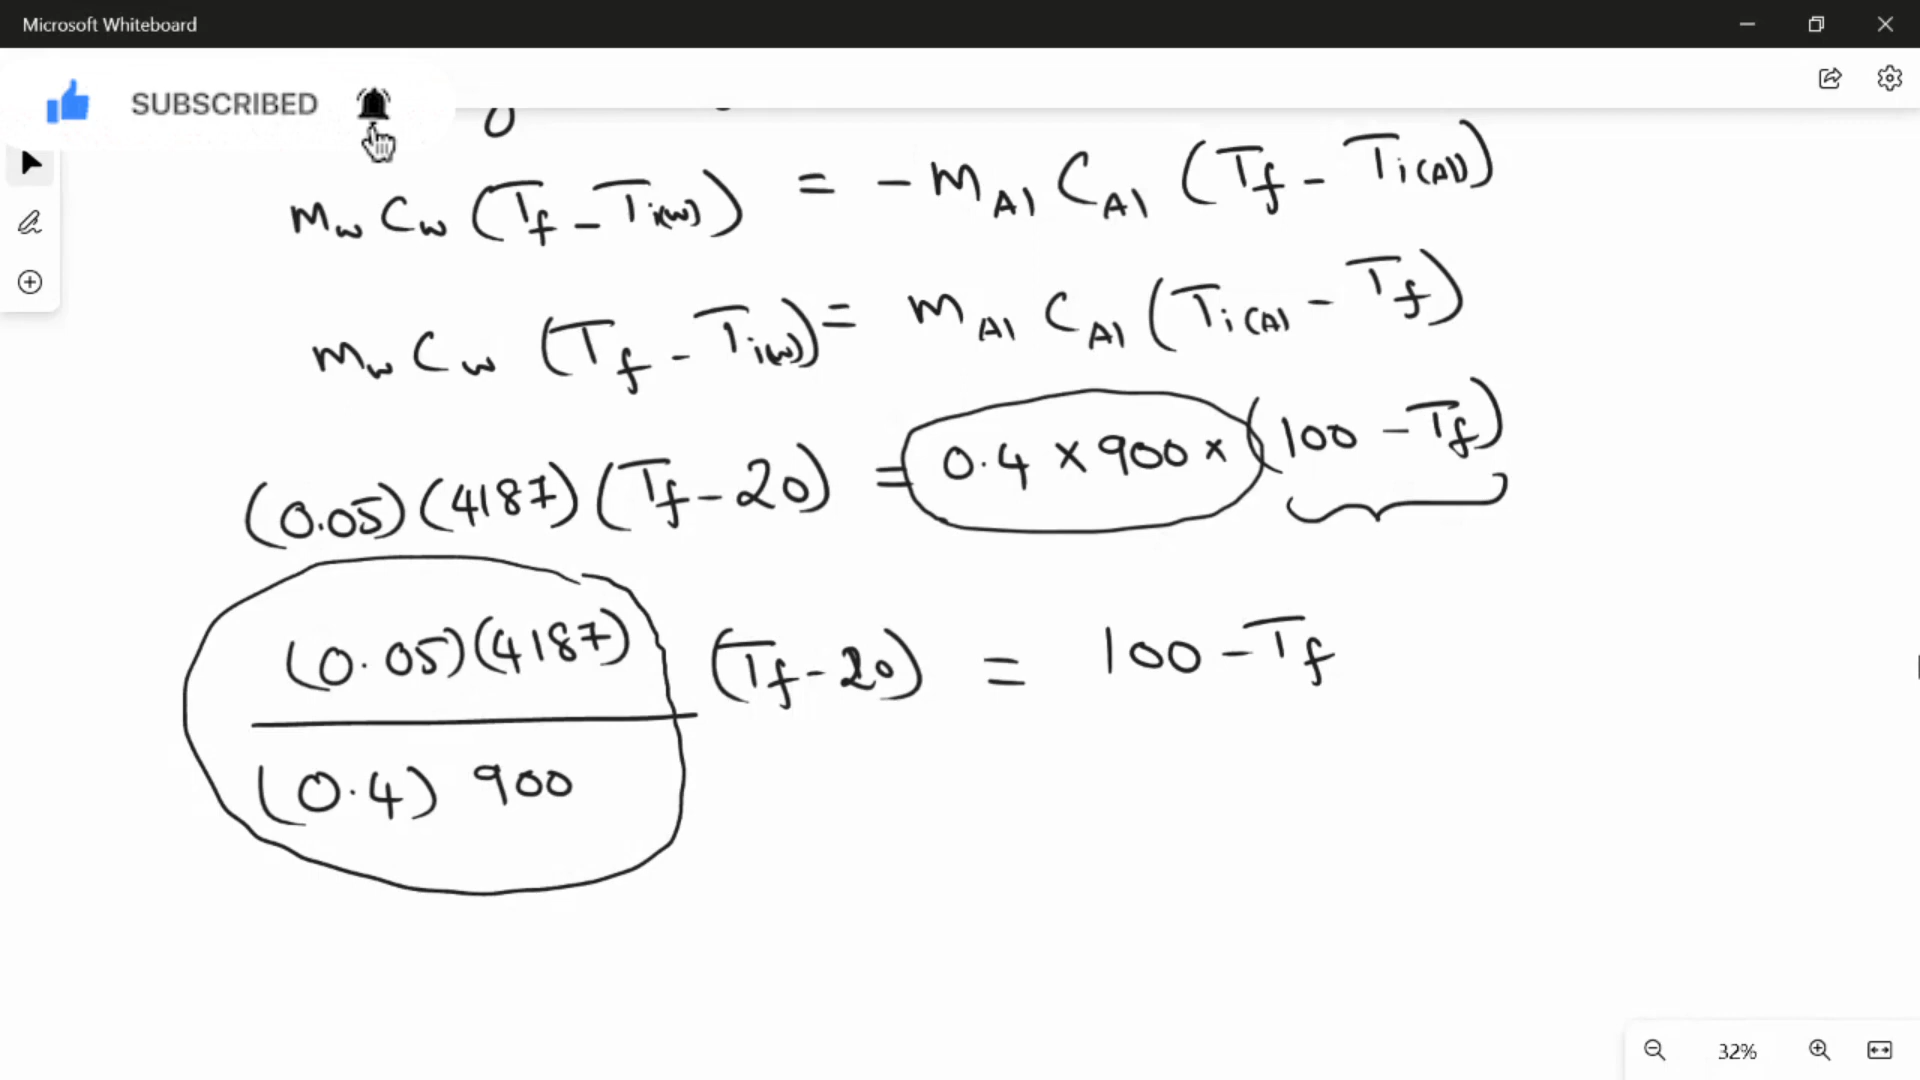 Microsoft Whiteboard
SUBSCRIBED
m_w C_w (T_f - T_i(w)) = - m_Al C_Al (T_f - T_i(Al))
m_w C_w (T_f - T_i(w)) = m_Al C_Al (T_i(Al) - T_f)
(0.05)(4187)(T_f - 20) = 0.4 × 900 × (100 - T_f)
(0.05)(4187) (T_f - 20) = 100 - T_f
(0.4) 900
32%